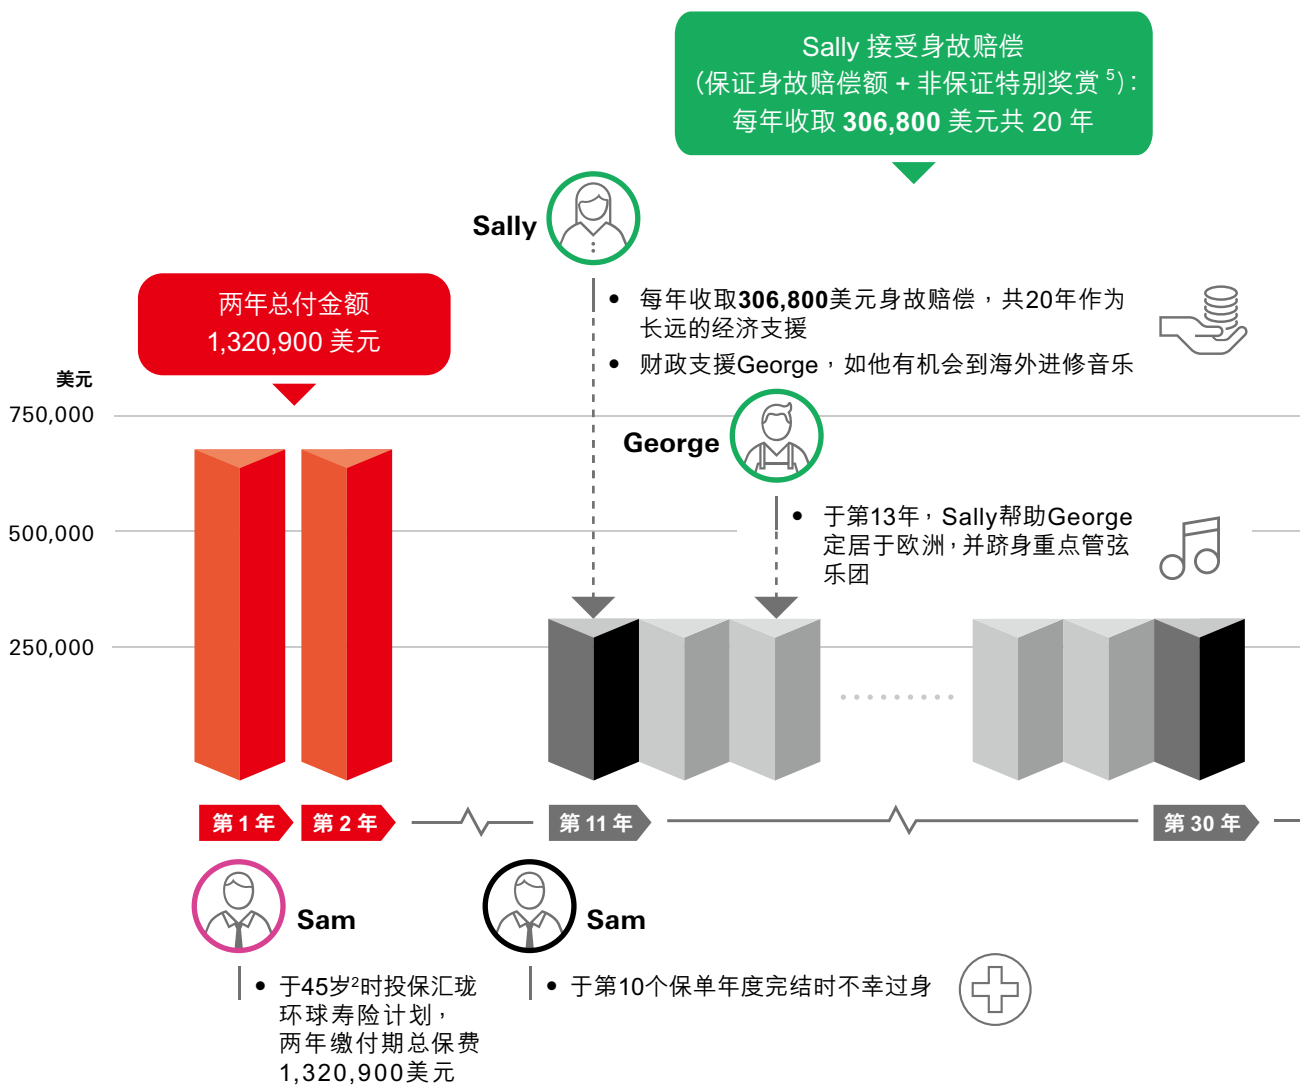 Sally 接受身故赔偿
（保证身故赔偿额 + 非保证特别奖赏 5）：
每年收取 306,800 美元共 20 年
Sally
每年收取306,800美元身故赔偿，共20年作为
长远的经济支援
财政支援George，如他有机会到海外进修音乐
两年总付金额
1,320,900 美元
美元
750,000
500,000
250,000
George
于第13年，Sally帮助George
定居于欧洲，并跻身重点管弦
乐团
第 1 年
第 2 年
第 11 年
第 30 年
Sam
于45岁2时投保汇珑
环球寿险计划，
两年缴付期总保费
1,320,900美元
Sam
于第10个保单年度完结时不幸过身